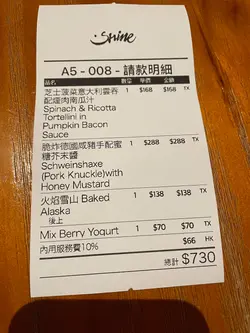 Shine
A5-008-請款明細
品名 數量 單價 金額
芝士菠菜意大利雲吞 1 $168 $168 TX
配煙肉南瓜汁
Spinach & Ricotta
Tortellini in
Pumpkin Bacon
Sauce
脆炸德國咸豬手配蜜 1 $288 $288 TX
糖芥末醬
Schweinshaxe
(Pork Knuckle)with
Honey Mustard
火焰雪山 Baked 1 $138 $138 TX
Alaska
後上
Mix Berry Yogurt 1 $70 $70 TX
內用服務費10% $66 HK
總計 $730